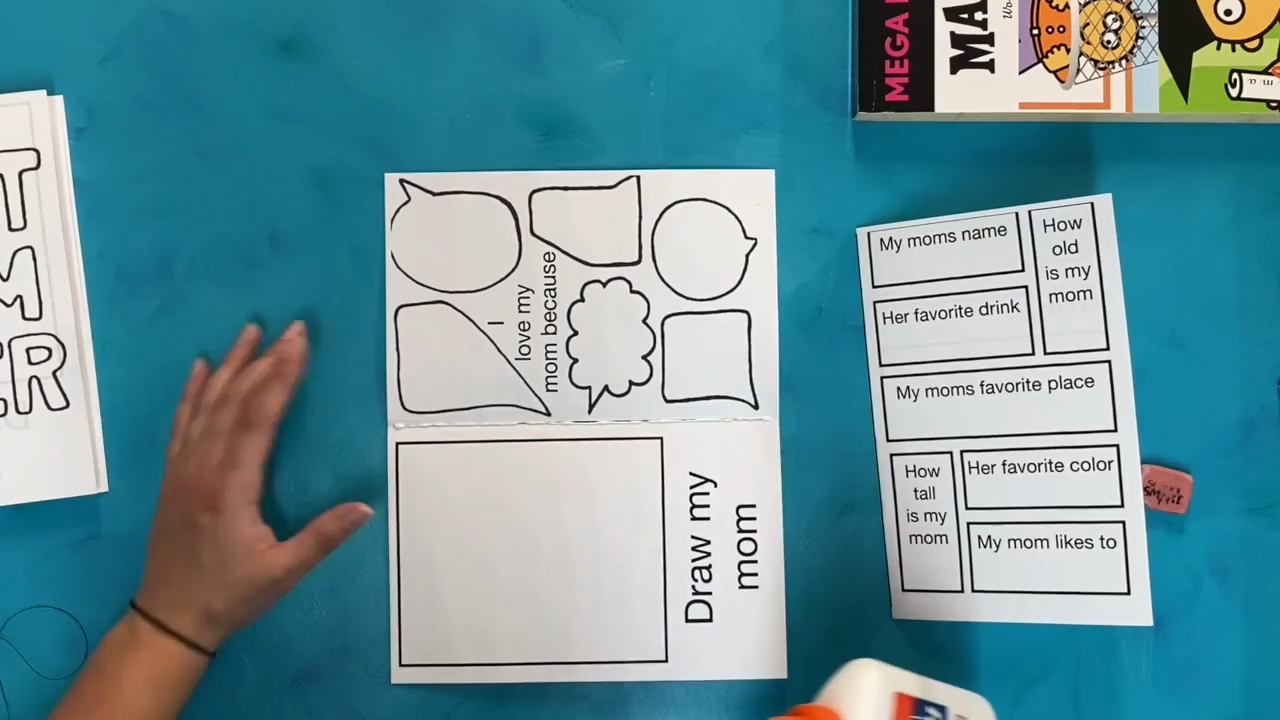 T
M
ER
MEGA
MA
I
love my
mom because
Draw my
mom
My moms name
How
old
is my
mom
Her favorite drink
My moms favorite place
How
tall
is my
mom
Her favorite color
My mom likes to